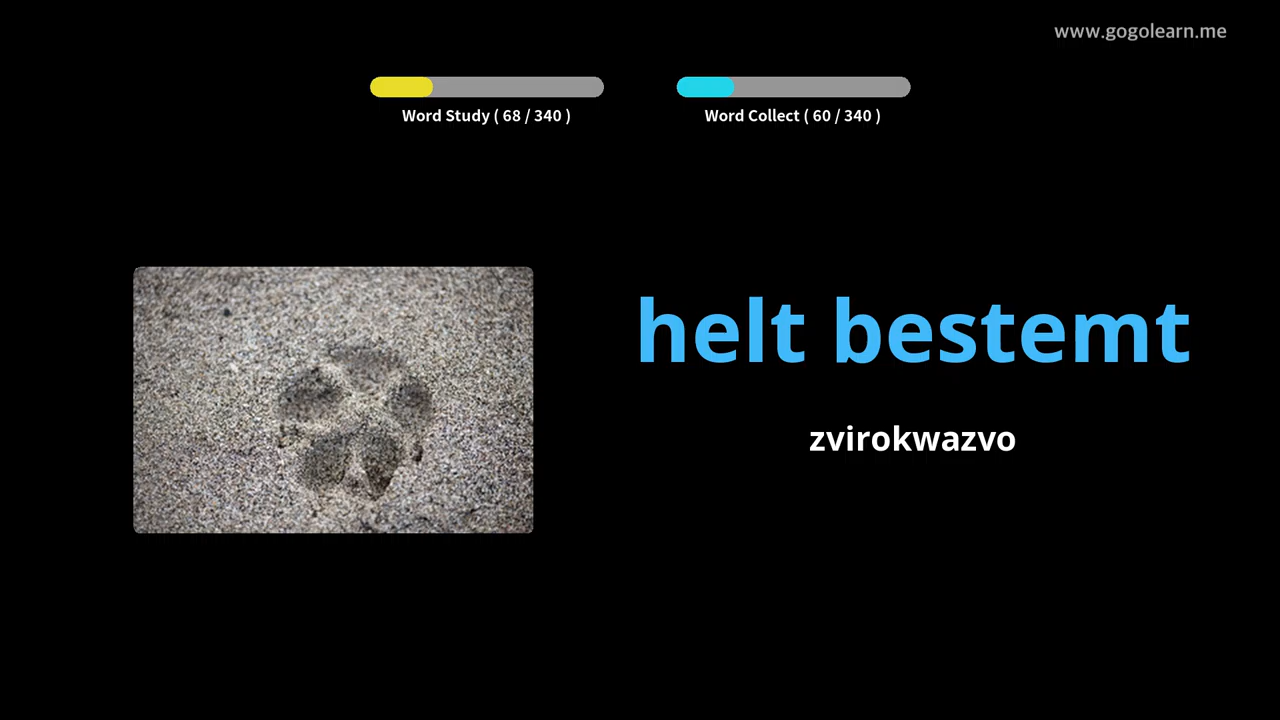 www.gogolearn.me
Word Study ( 68 / 340 )
Word Collect ( 60 / 340 )
helt bestemt
zvirokwazvo